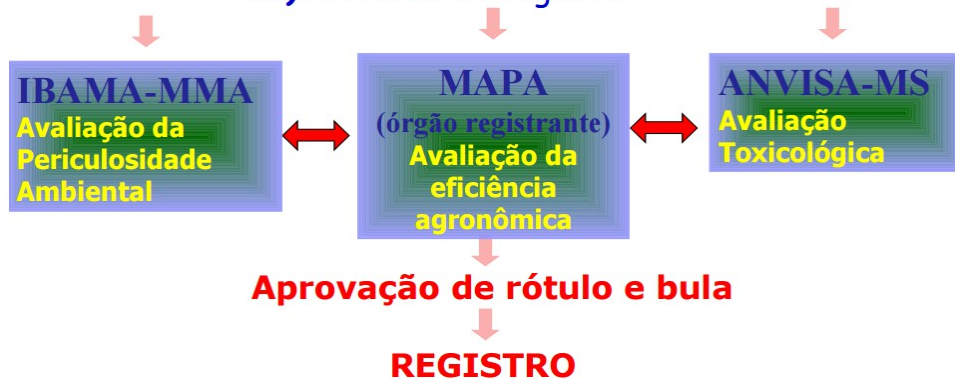 IBAMA-MMA
Avaliação da
Periculosidade
Ambiental
MAPA
(órgão registrante)
Avaliação da
eficiência
agronômica
ANVISA-MS
Avaliação
Toxicológica
Aprovação de rótulo e bula
REGISTRO